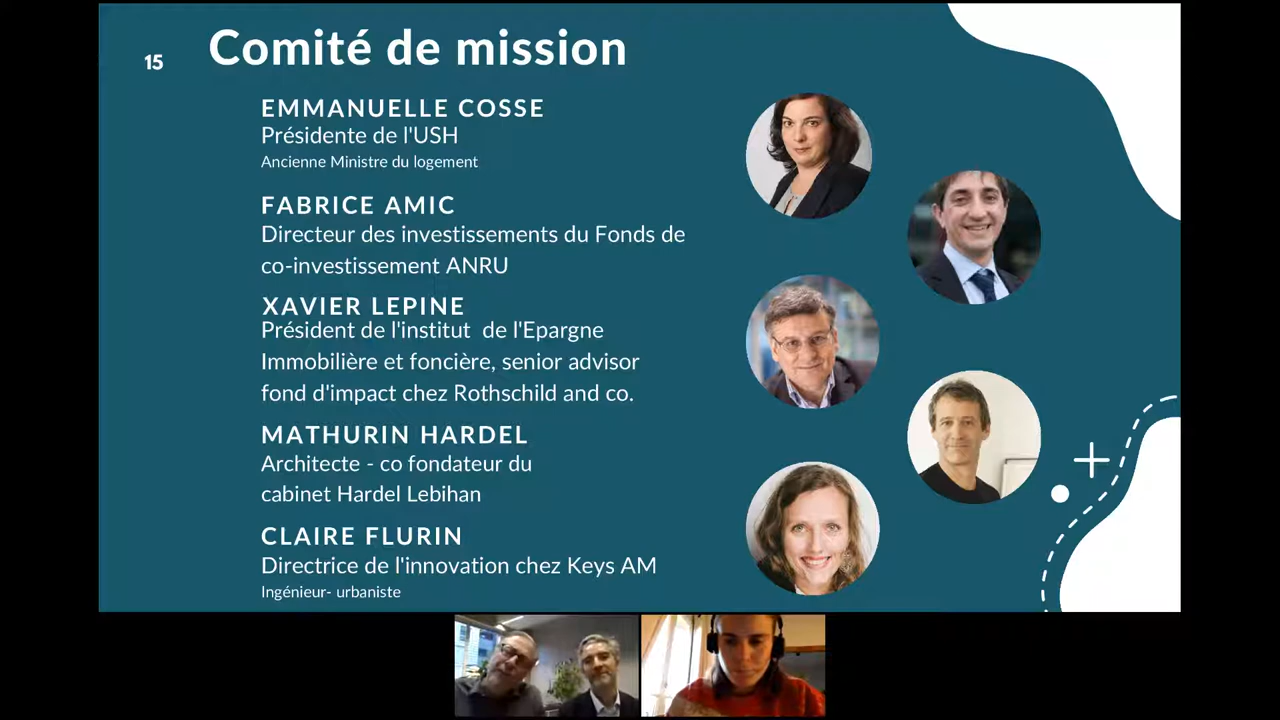 15
Comité de mission
EMMANUELLE COSSE
Présidente de l'USH
Ancienne Ministre du logement
FABRICE AMIC
Directeur des investissements du Fonds de
co-investissement ANRU
XAVIER LEPINE
Président de l'institut de l'Epargne
Immobilière et foncière, senior advisor
fond d'impact chez Rothschild and co.
MATHURIN HARDEL
Architecte - co fondateur du
cabinet Hardel Lebihan
CLAIRE FLURIN
Directrice de l'innovation chez Keys AM
Ingénieur- urbaniste